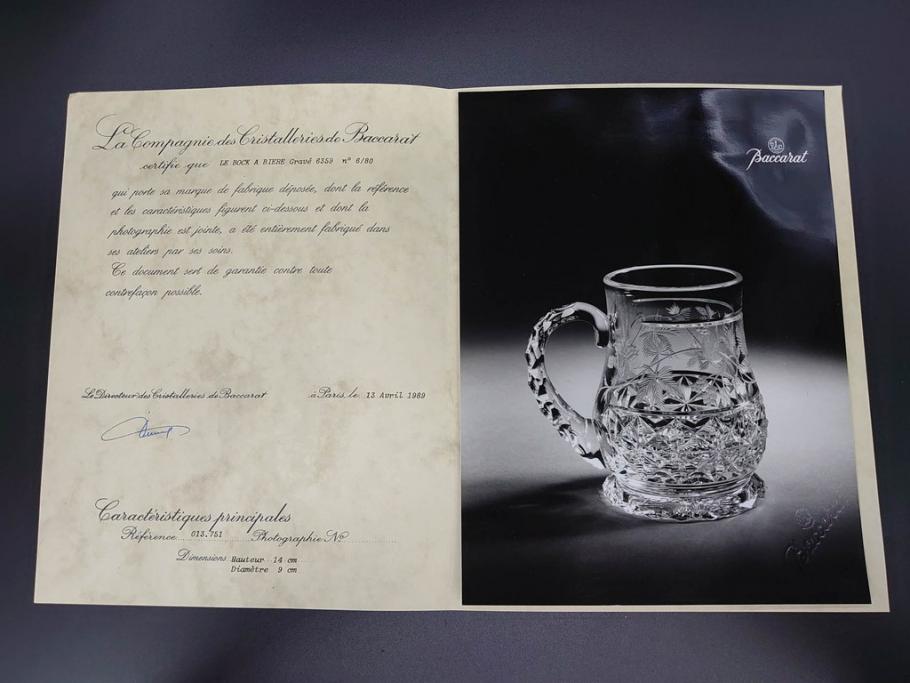 La Compagnie des Cristalleries de Baccarat
certifie que LE BOCK A BIERE Gravé 6359 n° 6/80
qui porte sa marque de fabrique déposée, dont la référence
et les caractéristiques figurent ci-dessous et dont la
photographie est jointe, a été entièrement fabriqué dans
ses ateliers par ses soins.
Ce document sert de garantie contre toute
contrefaçon possible.
Le Directeur des Cristalleries de Baccarat à Paris, le 13 Avril 1989
Caractéristiques principales
Référence 013.751 Photographie No
Dimensions Hauteur 14 cm
Diamètre 9 cm
Baccarat
Baccarat